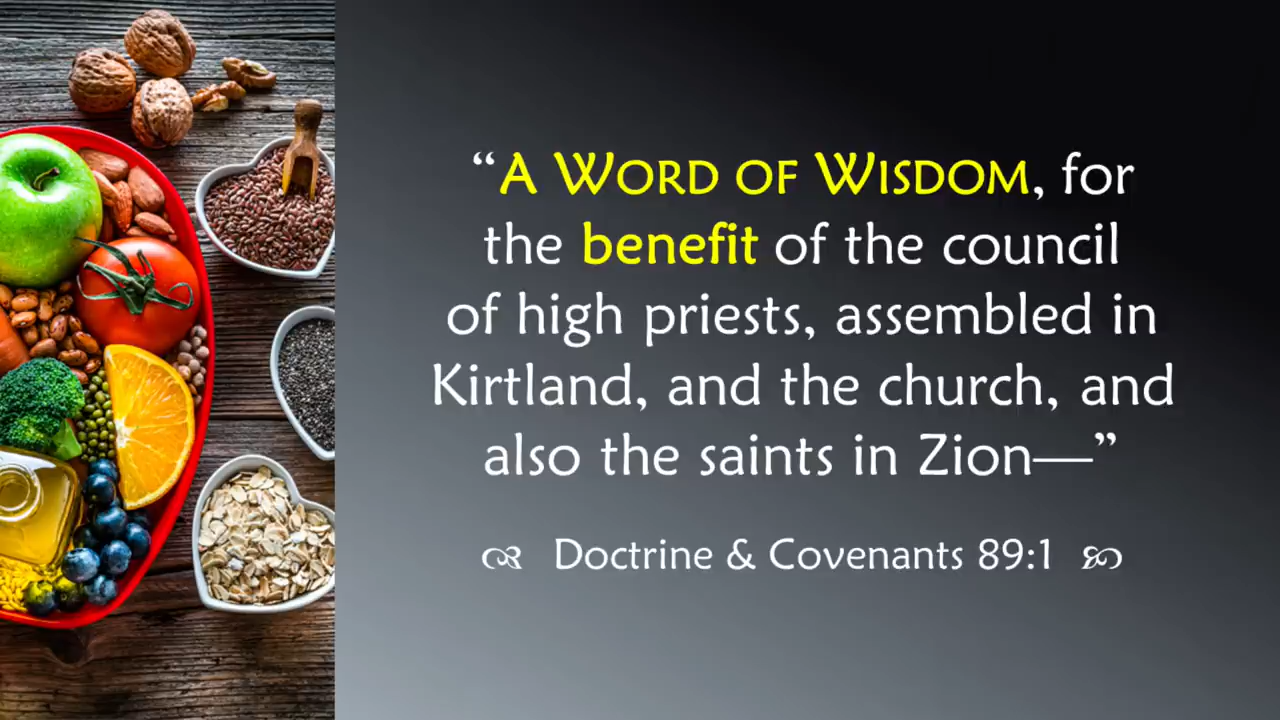 “A WORD OF WISDOM, for
the benefit of the council
of high priests, assembled in
Kirtland, and the church, and
also the saints in Zion—”
Doctrine & Covenants 89:1